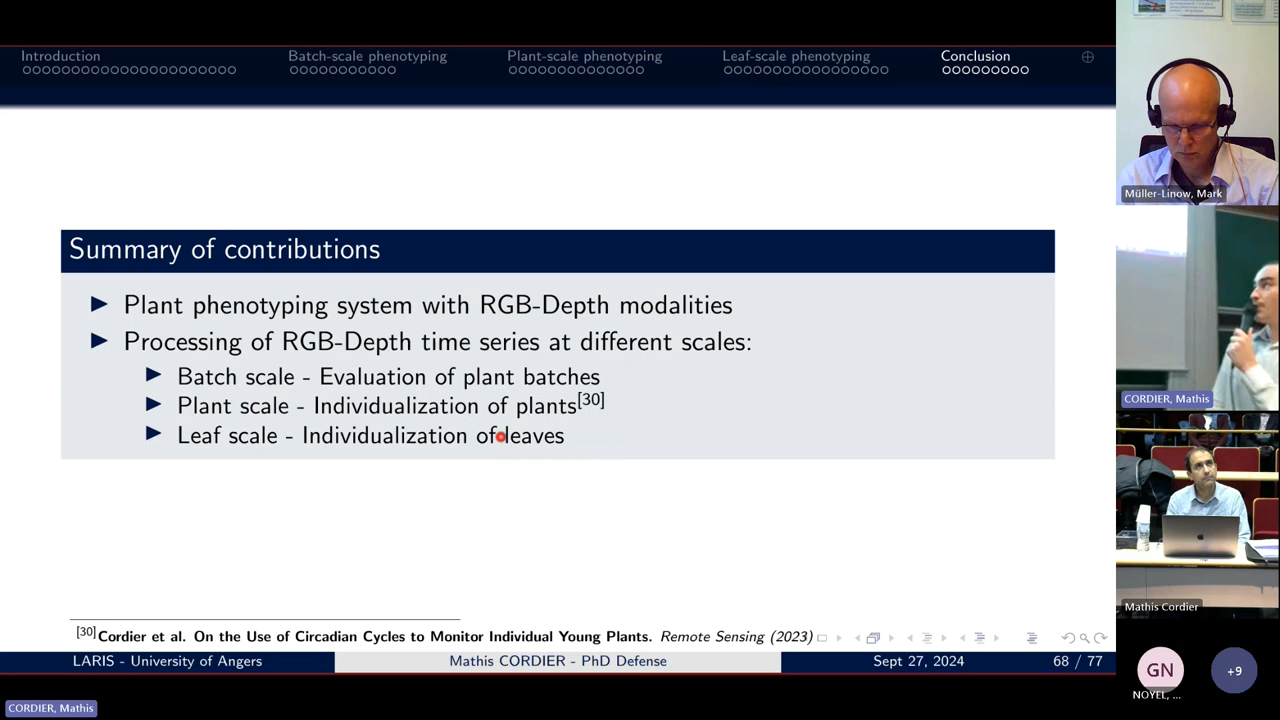 Introduction
Batch-scale phenotyping
Plant-scale phenotyping
Leaf-scale phenotyping
Conclusion
Summary of contributions
Plant phenotyping system with RGB-Depth modalities
Processing of RGB-Depth time series at different scales:
Batch scale - Evaluation of plant batches
Plant scale - Individualization of plants[30]
Leaf scale - Individualization of leaves
[30]Cordier et al. On the Use of Circadian Cycles to Monitor Individual Young Plants. Remote Sensing (2023)
LARIS - University of Angers
Mathis CORDIER - PhD Defense
Sept 27, 2024
68 / 77
CORDIER, Mathis
Müller-Linow, Mark
CORDIER, Mathis
Mathis Cordier
GN
NOYEL, ...
+9